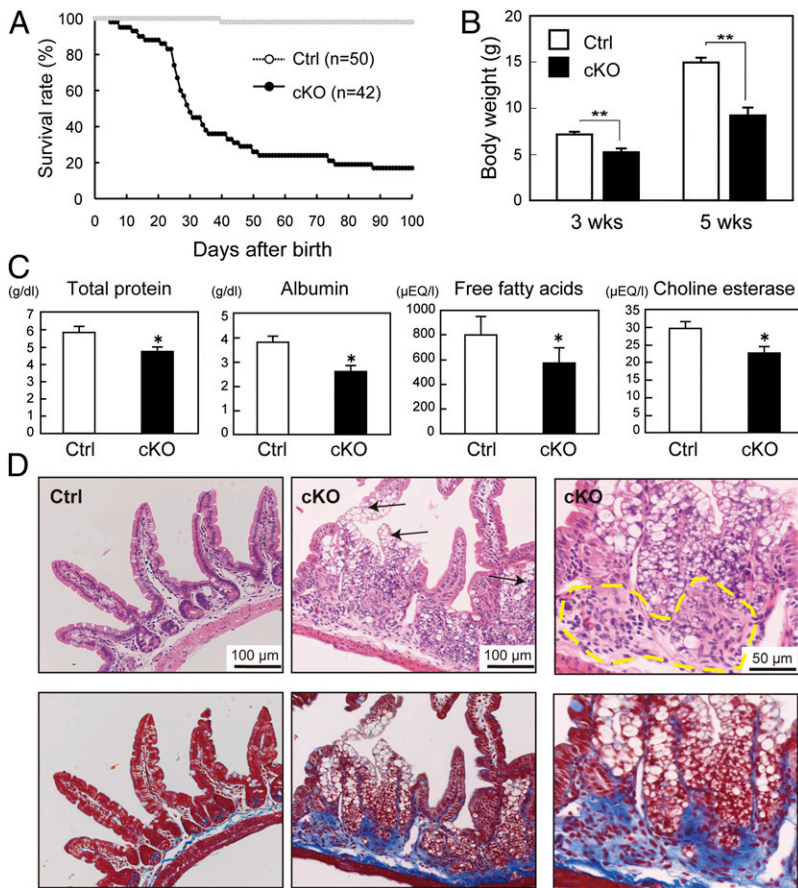 A
100
80
60
40
20
0
Survival rate (%)
Ctrl (n=50)
cKO (n=42)
0 10 20 30 40 50 60 70 80 90 100
Days after birth
B
20
15
10
5
0
Body weight (g)
Ctrl
cKO
**
**
3 wks
5 wks
C
(g/dl) Total protein
7
6
5
4
3
2
1
0
*
Ctrl cKO
(g/dl) Albumin
5
4
3
2
1
0
*
Ctrl cKO
(µEQ/l) Free fatty acids
1000
800
600
400
200
0
*
Ctrl cKO
(µEQ/l) Choline esterase
35
30
25
20
15
10
5
0
*
Ctrl cKO
D
Ctrl
100 µm
cKO
100 µm
cKO
50 µm